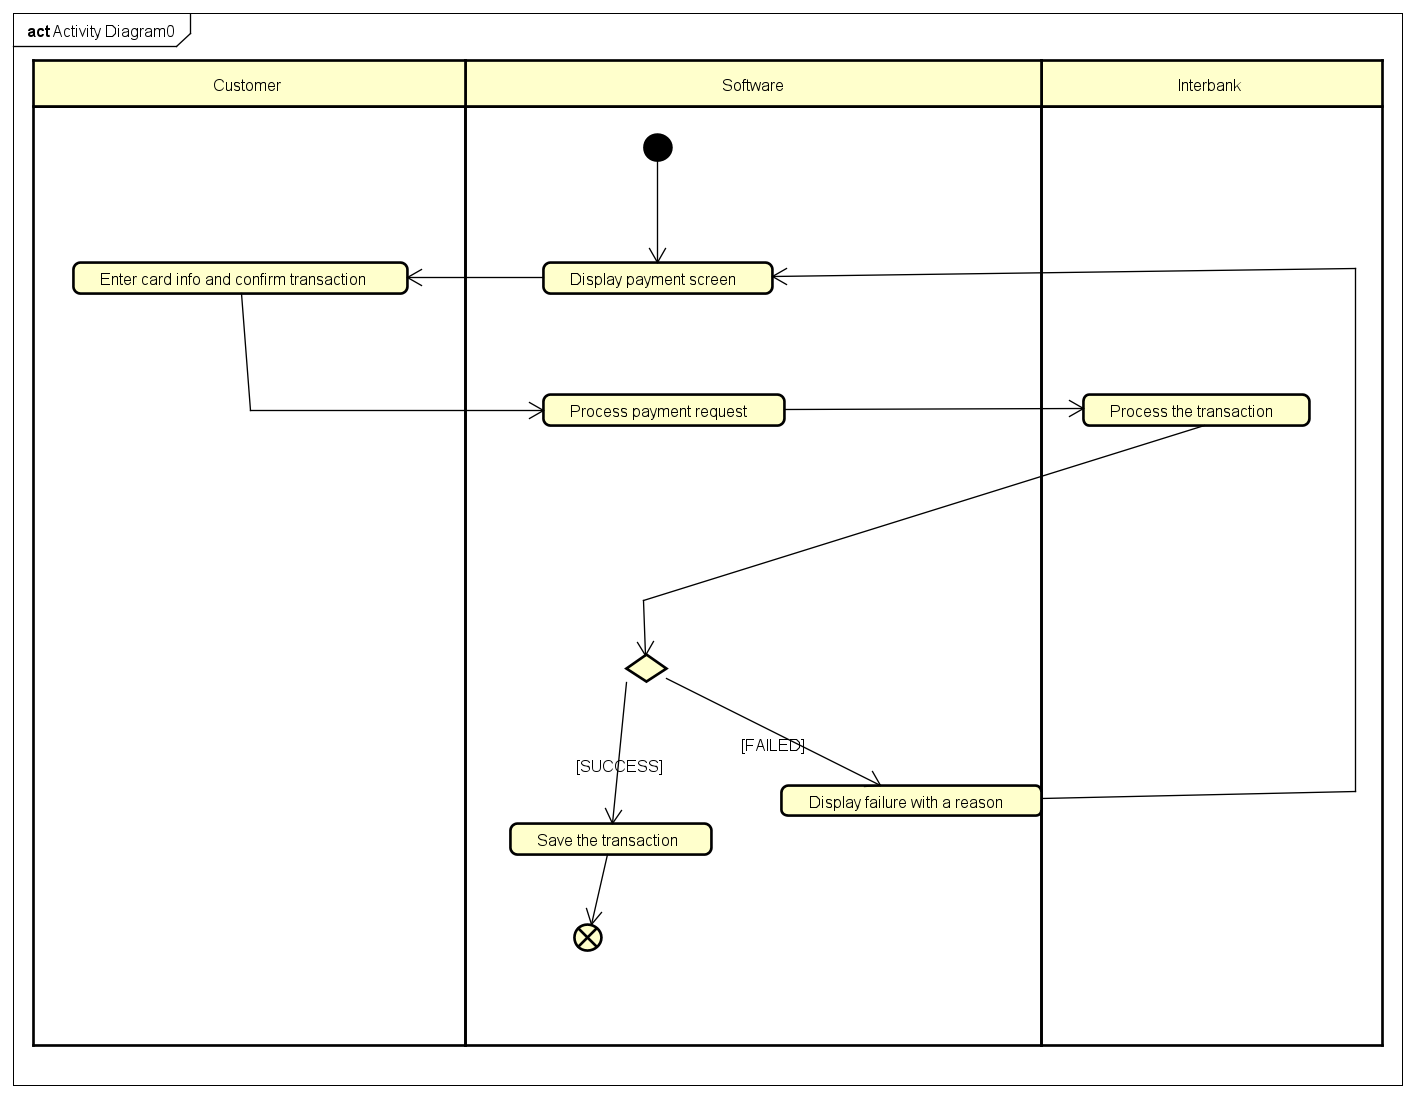 act Activity Diagram0
Customer
Software
Interbank
Enter card info and confirm transaction
Display payment screen
Process payment request
Process the transaction
[FAILED]
[SUCCESS]
Display failure with a reason
Save the transaction